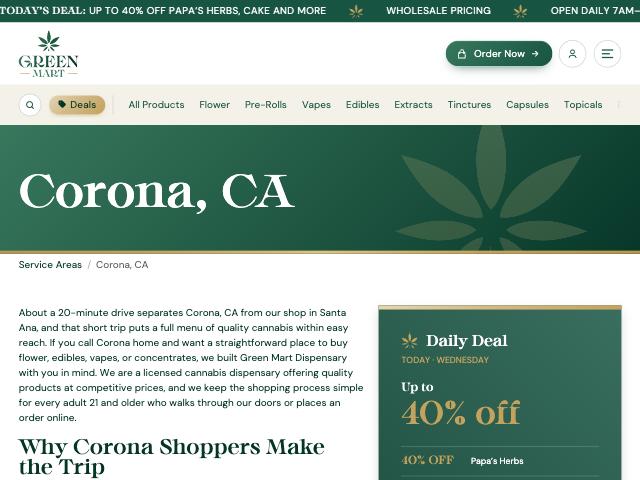 TODAY'S DEAL: UP TO 40% OFF PAPA'S HERBS, CAKE AND MORE WHOLESALE PRICING OPEN DAILY 7AM–
GREEN
MART
Order Now
Deals All Products Flower Pre-Rolls Vapes Edibles Extracts Tinctures Capsules Topicals
Corona, CA
Service Areas / Corona, CA
About a 20-minute drive separates Corona, CA from our shop in Santa
Ana, and that short trip puts a full menu of quality cannabis within easy
reach. If you call Corona home and want a straightforward place to buy
flower, edibles, vapes, or concentrates, we built Green Mart Dispensary
with you in mind. We are a licensed cannabis dispensary offering quality
products at competitive prices, and we keep the shopping process simple
for every adult 21 and older who walks through our doors or places an
order online.
Why Corona Shoppers Make
the Trip
Daily Deal
TODAY · WEDNESDAY
Up to
40% off
40% OFF Papa's Herbs